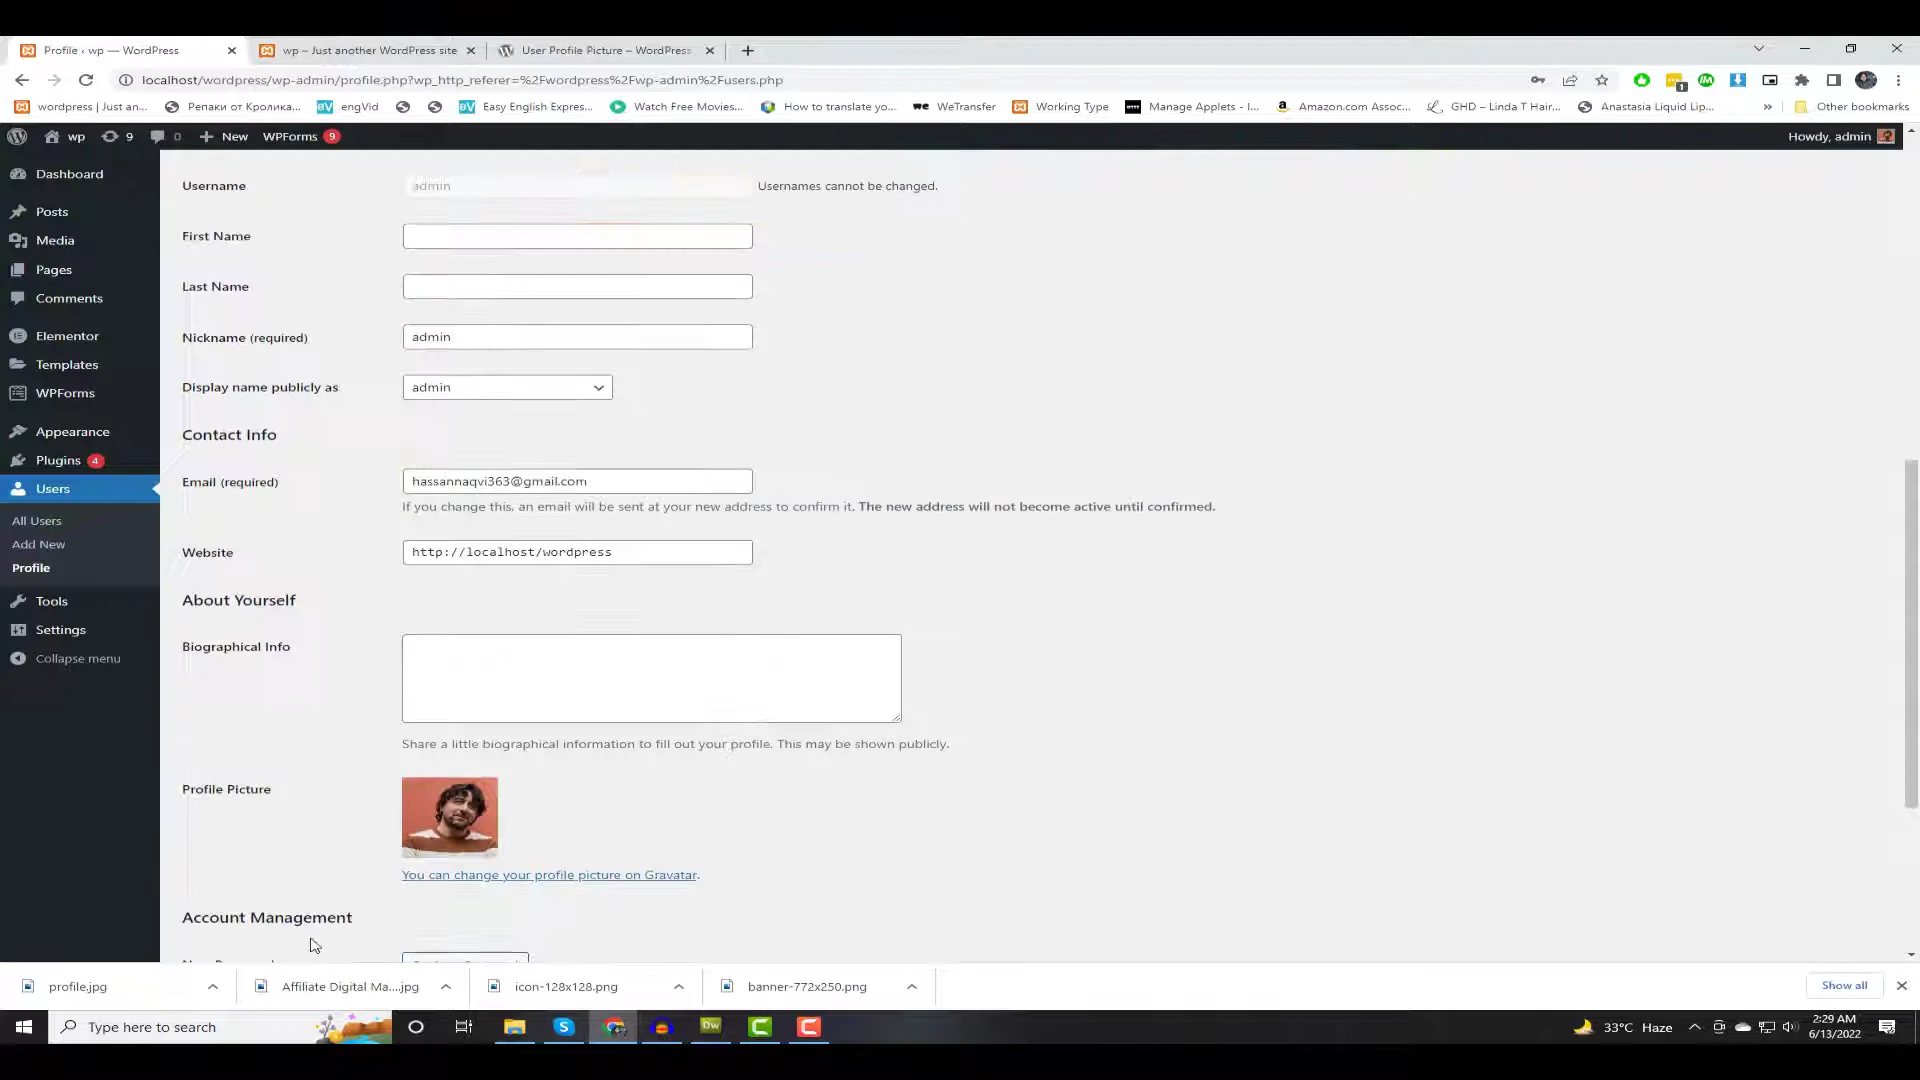 Profile ‹ wp — WordPress
wp – Just another WordPress site
User Profile Picture – WordPress
localhost/wordpress/wp-admin/profile.php?wp_http_referer=%2Fwordpress%2Fwp-admin%2Fusers.php
1
wordpress | Just an...
Репаки от Кролика...
engVid
Easy English Expres...
Watch Free Movies...
How to translate yo...
WeTransfer
Working Type
Manage Applets - I...
Amazon.com Assoc...
GHD – Linda T Hair...
Anastasia Liquid Lip...
»
Other bookmarks
wp
9
0
New
WPForms 9
Howdy, admin
Dashboard
Posts
Media
Pages
Comments
Elementor
Templates
WPForms
Appearance
Plugins 4
Users
All Users
Add New
Profile
Tools
Settings
Collapse menu
Username
admin
Usernames cannot be changed.
First Name
Last Name
Nickname (required)
admin
Display name publicly as
admin
Contact Info
Email (required)
hassannaqvi363@gmail.com
If you change this, an email will be sent at your new address to confirm it. The new address will not become active until confirmed.
Website
http://localhost/wordpress
About Yourself
Biographical Info
Share a little biographical information to fill out your profile. This may be shown publicly.
Profile Picture
You can change your profile picture on Gravatar.
Account Management
profile.jpg
Affiliate Digital Ma....jpg
icon-128x128.png
banner-772x250.png
Show all
Type here to search
Dw
33°C Haze
2:29 AM
6/13/2022